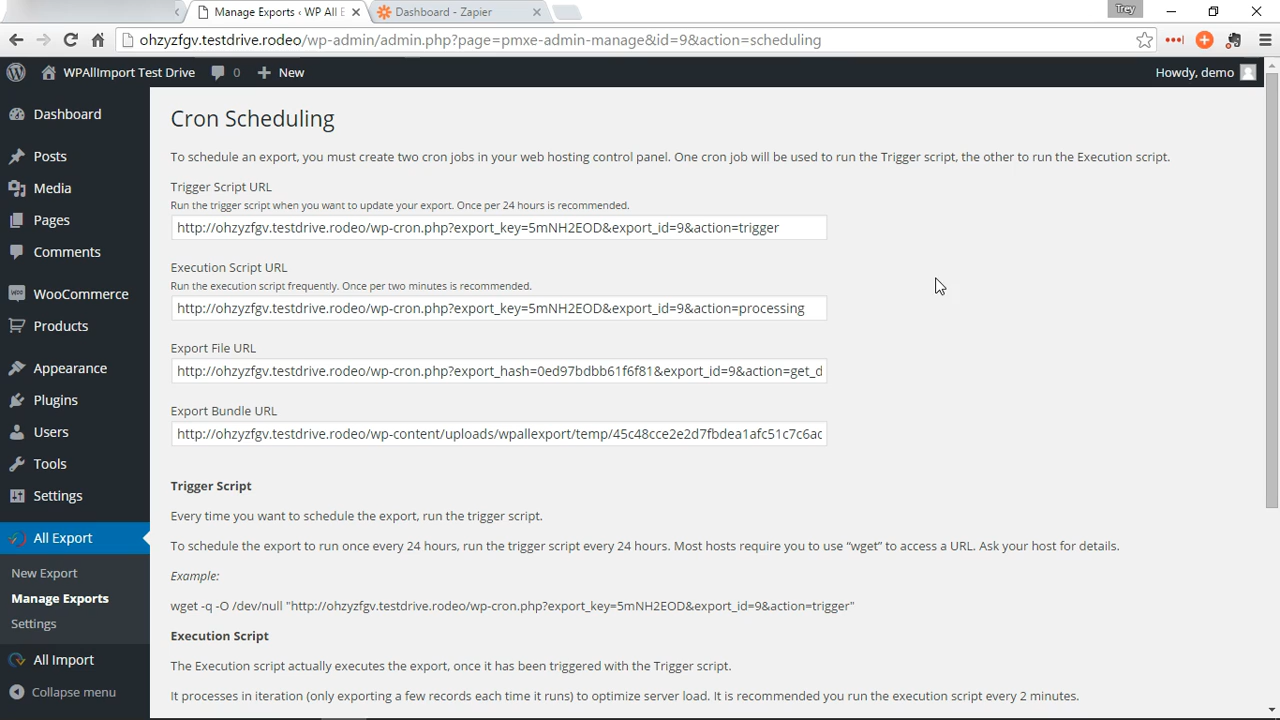 Manage Exports ‹ WP All E
Dashboard - Zapier
Trey
ohzyzfgv.testdrive.rodeo/wp-admin/admin.php?page=pmxe-admin-manage&id=9&action=scheduling
WPAllImport Test Drive 0 New
Howdy, demo
Dashboard
Posts
Media
Pages
Comments
WooCommerce
Products
Appearance
Plugins
Users
Tools
Settings
All Export
New Export
Manage Exports
Settings
All Import
Collapse menu
Cron Scheduling
To schedule an export, you must create two cron jobs in your web hosting control panel. One cron job will be used to run the Trigger script, the other to run the Execution script.
Trigger Script URL
Run the trigger script when you want to update your export. Once per 24 hours is recommended.
http://ohzyzfgv.testdrive.rodeo/wp-cron.php?export_key=5mNH2EOD&export_id=9&action=trigger
Execution Script URL
Run the execution script frequently. Once per two minutes is recommended.
http://ohzyzfgv.testdrive.rodeo/wp-cron.php?export_key=5mNH2EOD&export_id=9&action=processing
Export File URL
http://ohzyzfgv.testdrive.rodeo/wp-cron.php?export_hash=0ed97bdbb61f6f81&export_id=9&action=get_d
Export Bundle URL
http://ohzyzfgv.testdrive.rodeo/wp-content/uploads/wpallexport/temp/45c48cce2e2d7fbdea1afc51c7c6ac
Trigger Script
Every time you want to schedule the export, run the trigger script.
To schedule the export to run once every 24 hours, run the trigger script every 24 hours. Most hosts require you to use “wget” to access a URL. Ask your host for details.
Example:
wget -q -O /dev/null "http://ohzyzfgv.testdrive.rodeo/wp-cron.php?export_key=5mNH2EOD&export_id=9&action=trigger"
Execution Script
The Execution script actually executes the export, once it has been triggered with the Trigger script.
It processes in iteration (only exporting a few records each time it runs) to optimize server load. It is recommended you run the execution script every 2 minutes.